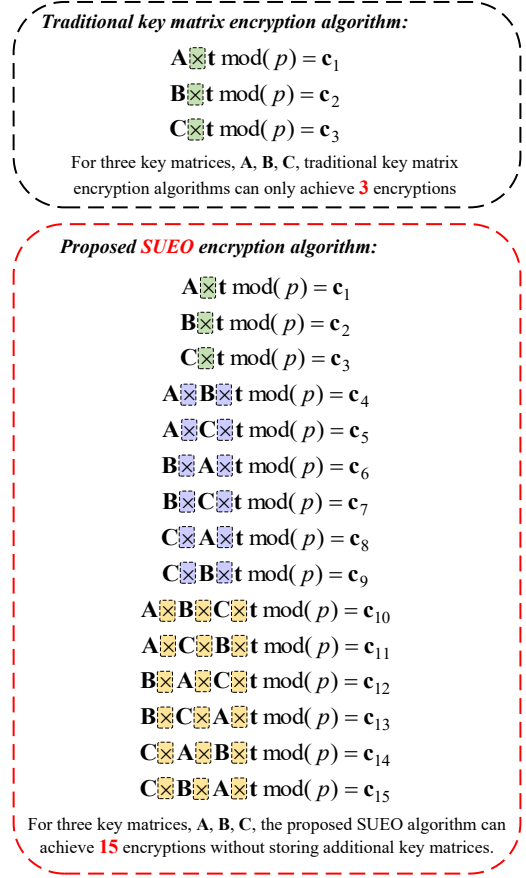 Traditional key matrix encryption algorithm:
A × t mod( p) = c₁
B × t mod( p) = c₂
C × t mod( p) = c₃
For three key matrices, A, B, C, traditional key matrix
encryption algorithms can only achieve 3 encryptions
Proposed SUEO encryption algorithm:
A × t mod( p) = c₁
B × t mod( p) = c₂
C × t mod( p) = c₃
A × B × t mod( p) = c₄
A × C × t mod( p) = c₅
B × A × t mod( p) = c₆
B × C × t mod( p) = c₇
C × A × t mod( p) = c₈
C × B × t mod( p) = c₉
A × B × C × t mod( p) = c₁₀
A × C × B × t mod( p) = c₁₁
B × A × C × t mod( p) = c₁₂
B × C × A × t mod( p) = c₁₃
C × A × B × t mod( p) = c₁₄
C × B × A × t mod( p) = c₁₅
For three key matrices, A, B, C, the proposed SUEO algorithm can
achieve 15 encryptions without storing additional key matrices.